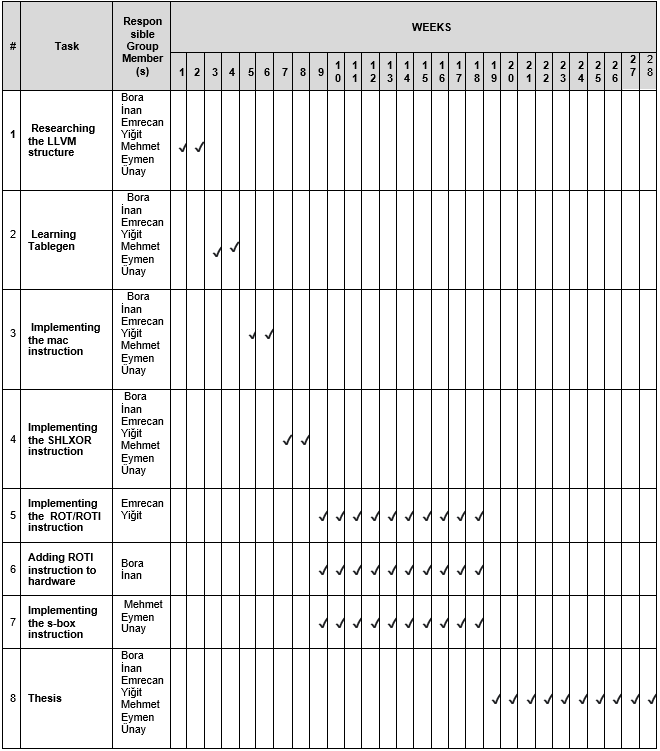 #
Task
Respon
sible
Group
Member
(s)
WEEKS
1 2 3 4 5 6 7 8 9 10 11 12 13 14 15 16 17 18 19 20 21 22 23 24 25 26 27 28
1
Researching
the LLVM
structure
Bora
İnan
Emrecan
Yiğit
Mehmet
Eymen
Ünay
✓ ✓
2
Learning
Tablegen
Bora
İnan
Emrecan
Yiğit
Mehmet
Eymen
Ünay
✓ ✓
3
Implementing
the mac
instruction
Bora
İnan
Emrecan
Yiğit
Mehmet
Eymen
Ünay
✓ ✓
4
Implementing
the SHLXOR
instruction
Bora
İnan
Emrecan
Yiğit
Mehmet
Eymen
Ünay
✓ ✓
5
Implementing
the ROT/ROTI
instruction
Emrecan
Yiğit
✓ ✓ ✓ ✓ ✓ ✓ ✓ ✓ ✓ ✓
6
Adding ROTI
instruction to
hardware
Bora
İnan
✓ ✓ ✓ ✓ ✓ ✓ ✓ ✓ ✓ ✓
7
Implementing
the s-box
instruction
Mehmet
Eymen
Ünay
✓ ✓ ✓ ✓ ✓ ✓ ✓ ✓ ✓ ✓
8
Thesis
Bora
İnan
Emrecan
Yiğit
Mehmet
Eymen
Ünay
✓ ✓ ✓ ✓ ✓ ✓ ✓ ✓ ✓ ✓